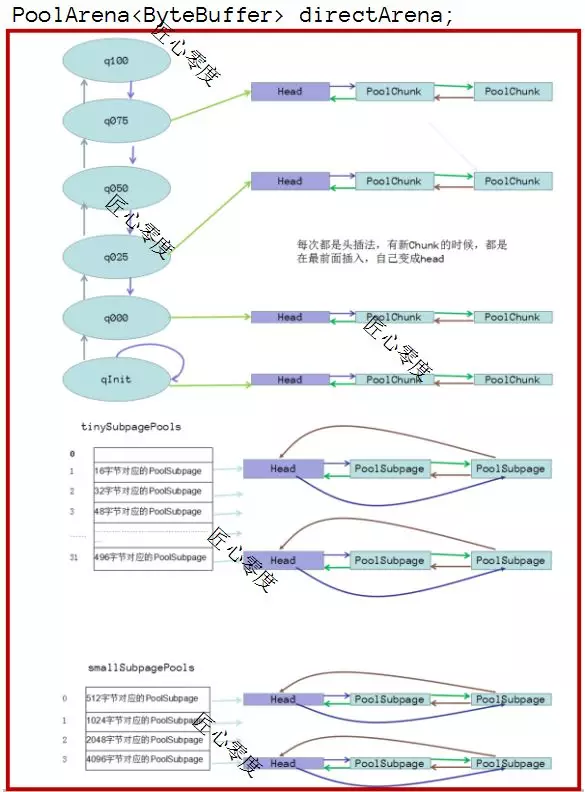 PoolArena<ByteBuffer> directArena;
q100
匠心零度
q075
Head
PoolChunk
PoolChunk
q050
Head
PoolChunk
PoolChunk
匠心零度
q025
每次都是头插法，有新Chunk的时候，都是
在最前面插入，自己变成head
q000
Head
PoolChunk
PoolChunk
匠心零度
qInit
Head
PoolChunk
PoolChunk
tinySubpagePools
0
1
16字节对应的PoolSubpage
Head
PoolSubpage
PoolSubpage
2
32字节对应的PoolSubpage
3
48字节对应的PoolSubpage
......
匠心零度
31
496字节对应的PoolSubpage
Head
PoolSubpage
PoolSubpage
smallSubpagePools
0
512字节对应的PoolSubpage
Head
PoolSubpage
PoolSubpage
1
1024字节对应的PoolSubpage
匠心零度
2
2048字节对应的PoolSubpage
3
4096字节对应的PoolSubpage
Head
PoolSubpage
PoolSubpage